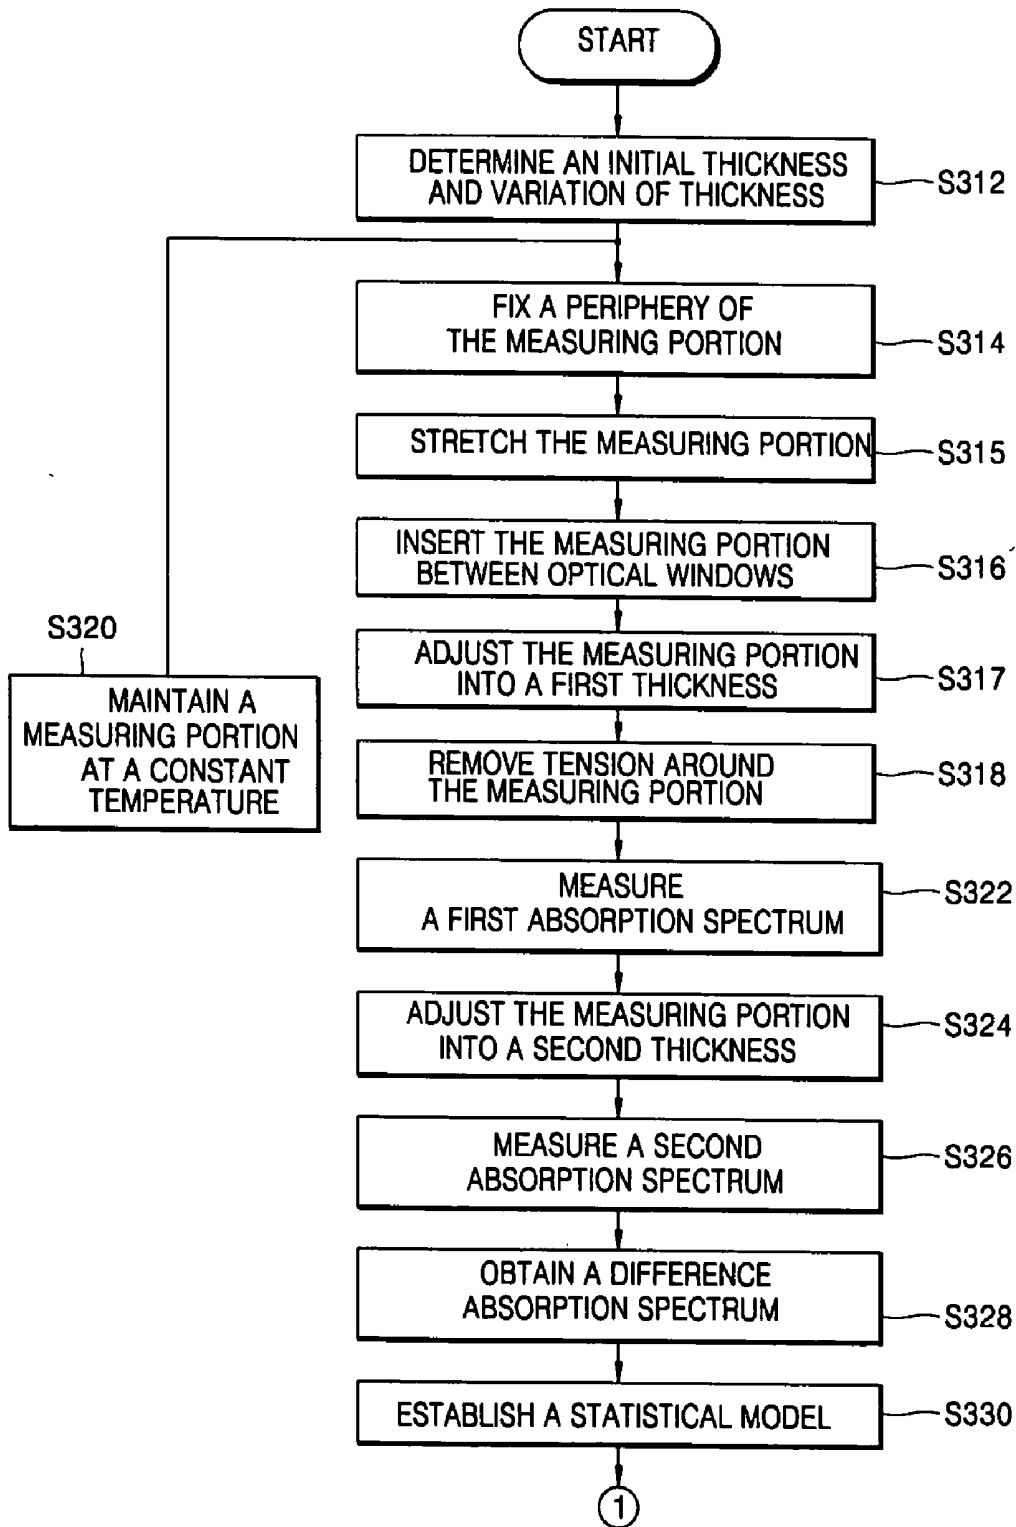 START
DETERMINE AN INITIAL THICKNESS
AND VARIATION OF THICKNESS
S312
FIX A PERIPHERY OF
THE MEASURING PORTION
S314
STRETCH THE MEASURING PORTION
S315
INSERT THE MEASURING PORTION
BETWEEN OPTICAL WINDOWS
S316
S320
MAINTAIN A
MEASURING PORTION
AT A CONSTANT
TEMPERATURE
ADJUST THE MEASURING PORTION
INTO A FIRST THICKNESS
S317
REMOVE TENSION AROUND
THE MEASURING PORTION
S318
MEASURE
A FIRST ABSORPTION SPECTRUM
S322
ADJUST THE MEASURING PORTION
INTO A SECOND THICKNESS
S324
MEASURE A SECOND
ABSORPTION SPECTRUM
S326
OBTAIN A DIFFERENCE
ABSORPTION SPECTRUM
S328
ESTABLISH A STATISTICAL MODEL
S330
1